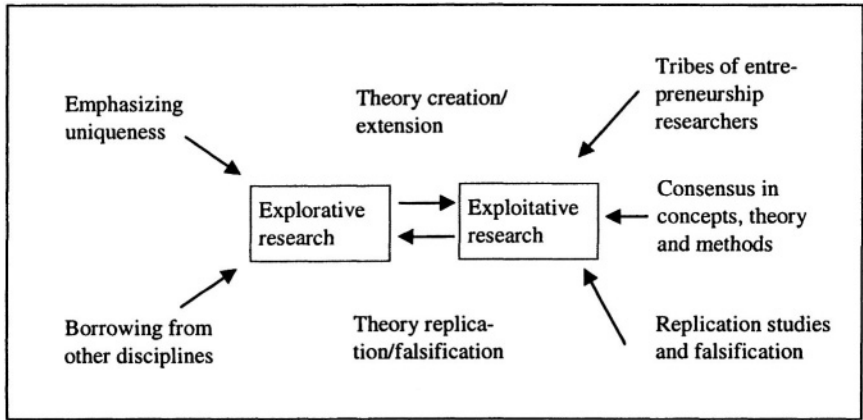 Emphasizing
uniqueness
Theory creation/
extension
Tribes of entre-
preneurship
researchers
Explorative
research
Exploitative
research
Consensus in
concepts, theory
and methods
Borrowing from
other disciplines
Theory replica-
tion/falsification
Replication studies
and falsification